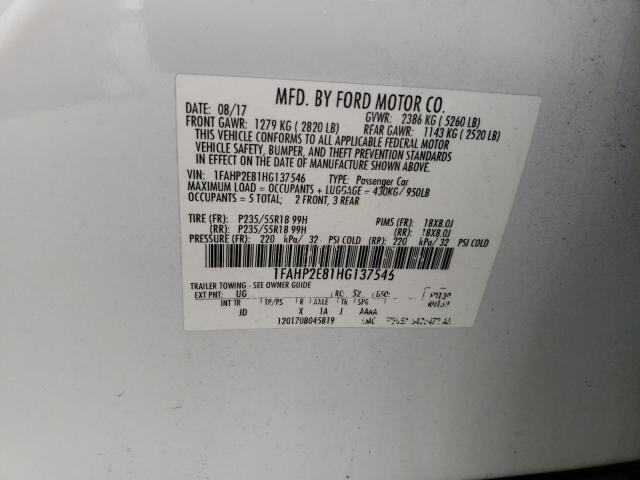 MFD. BY FORD MOTOR CO.
DATE: 08/17 GVWR: 2386 KG ( 5260 LB)
FRONT GAWR: 1279 KG ( 2820 LB) REAR GAWR: 1143 KG ( 2520 LB)
THIS VEHICLE CONFORMS TO ALL APPLICABLE FEDERAL MOTOR
VEHICLE SAFETY, BUMPER, AND THEFT PREVENTION STANDARDS
IN EFFECT ON THE DATE OF MANUFACTURE SHOWN ABOVE.
VIN: 1FAHP2E81HG137546 TYPE: Passenger Car
MAXIMUM LOAD = OCCUPANTS + LUGGAGE = 430KG / 950LB
OCCUPANTS = 5 TOTAL; 2 FRONT, 3 REAR
TIRE (FR): P235/55R18 99H RIMS (FR): 18X8.0J
(RR): P235/55R18 99H (RR): 18X8.0J
PRESSURE (FR): 220 kPa/ 32 PSI COLD (RR): 220 kPa/ 32 PSI COLD
1FAHP2E81HG137546
TRAILER TOWING - SEE OWNER GUIDE
EXT PNT: UG RC: 52 DSO:
INT TR TP/PS R AXLE TR SPR
JD X 1A J AAAA
1201708045819